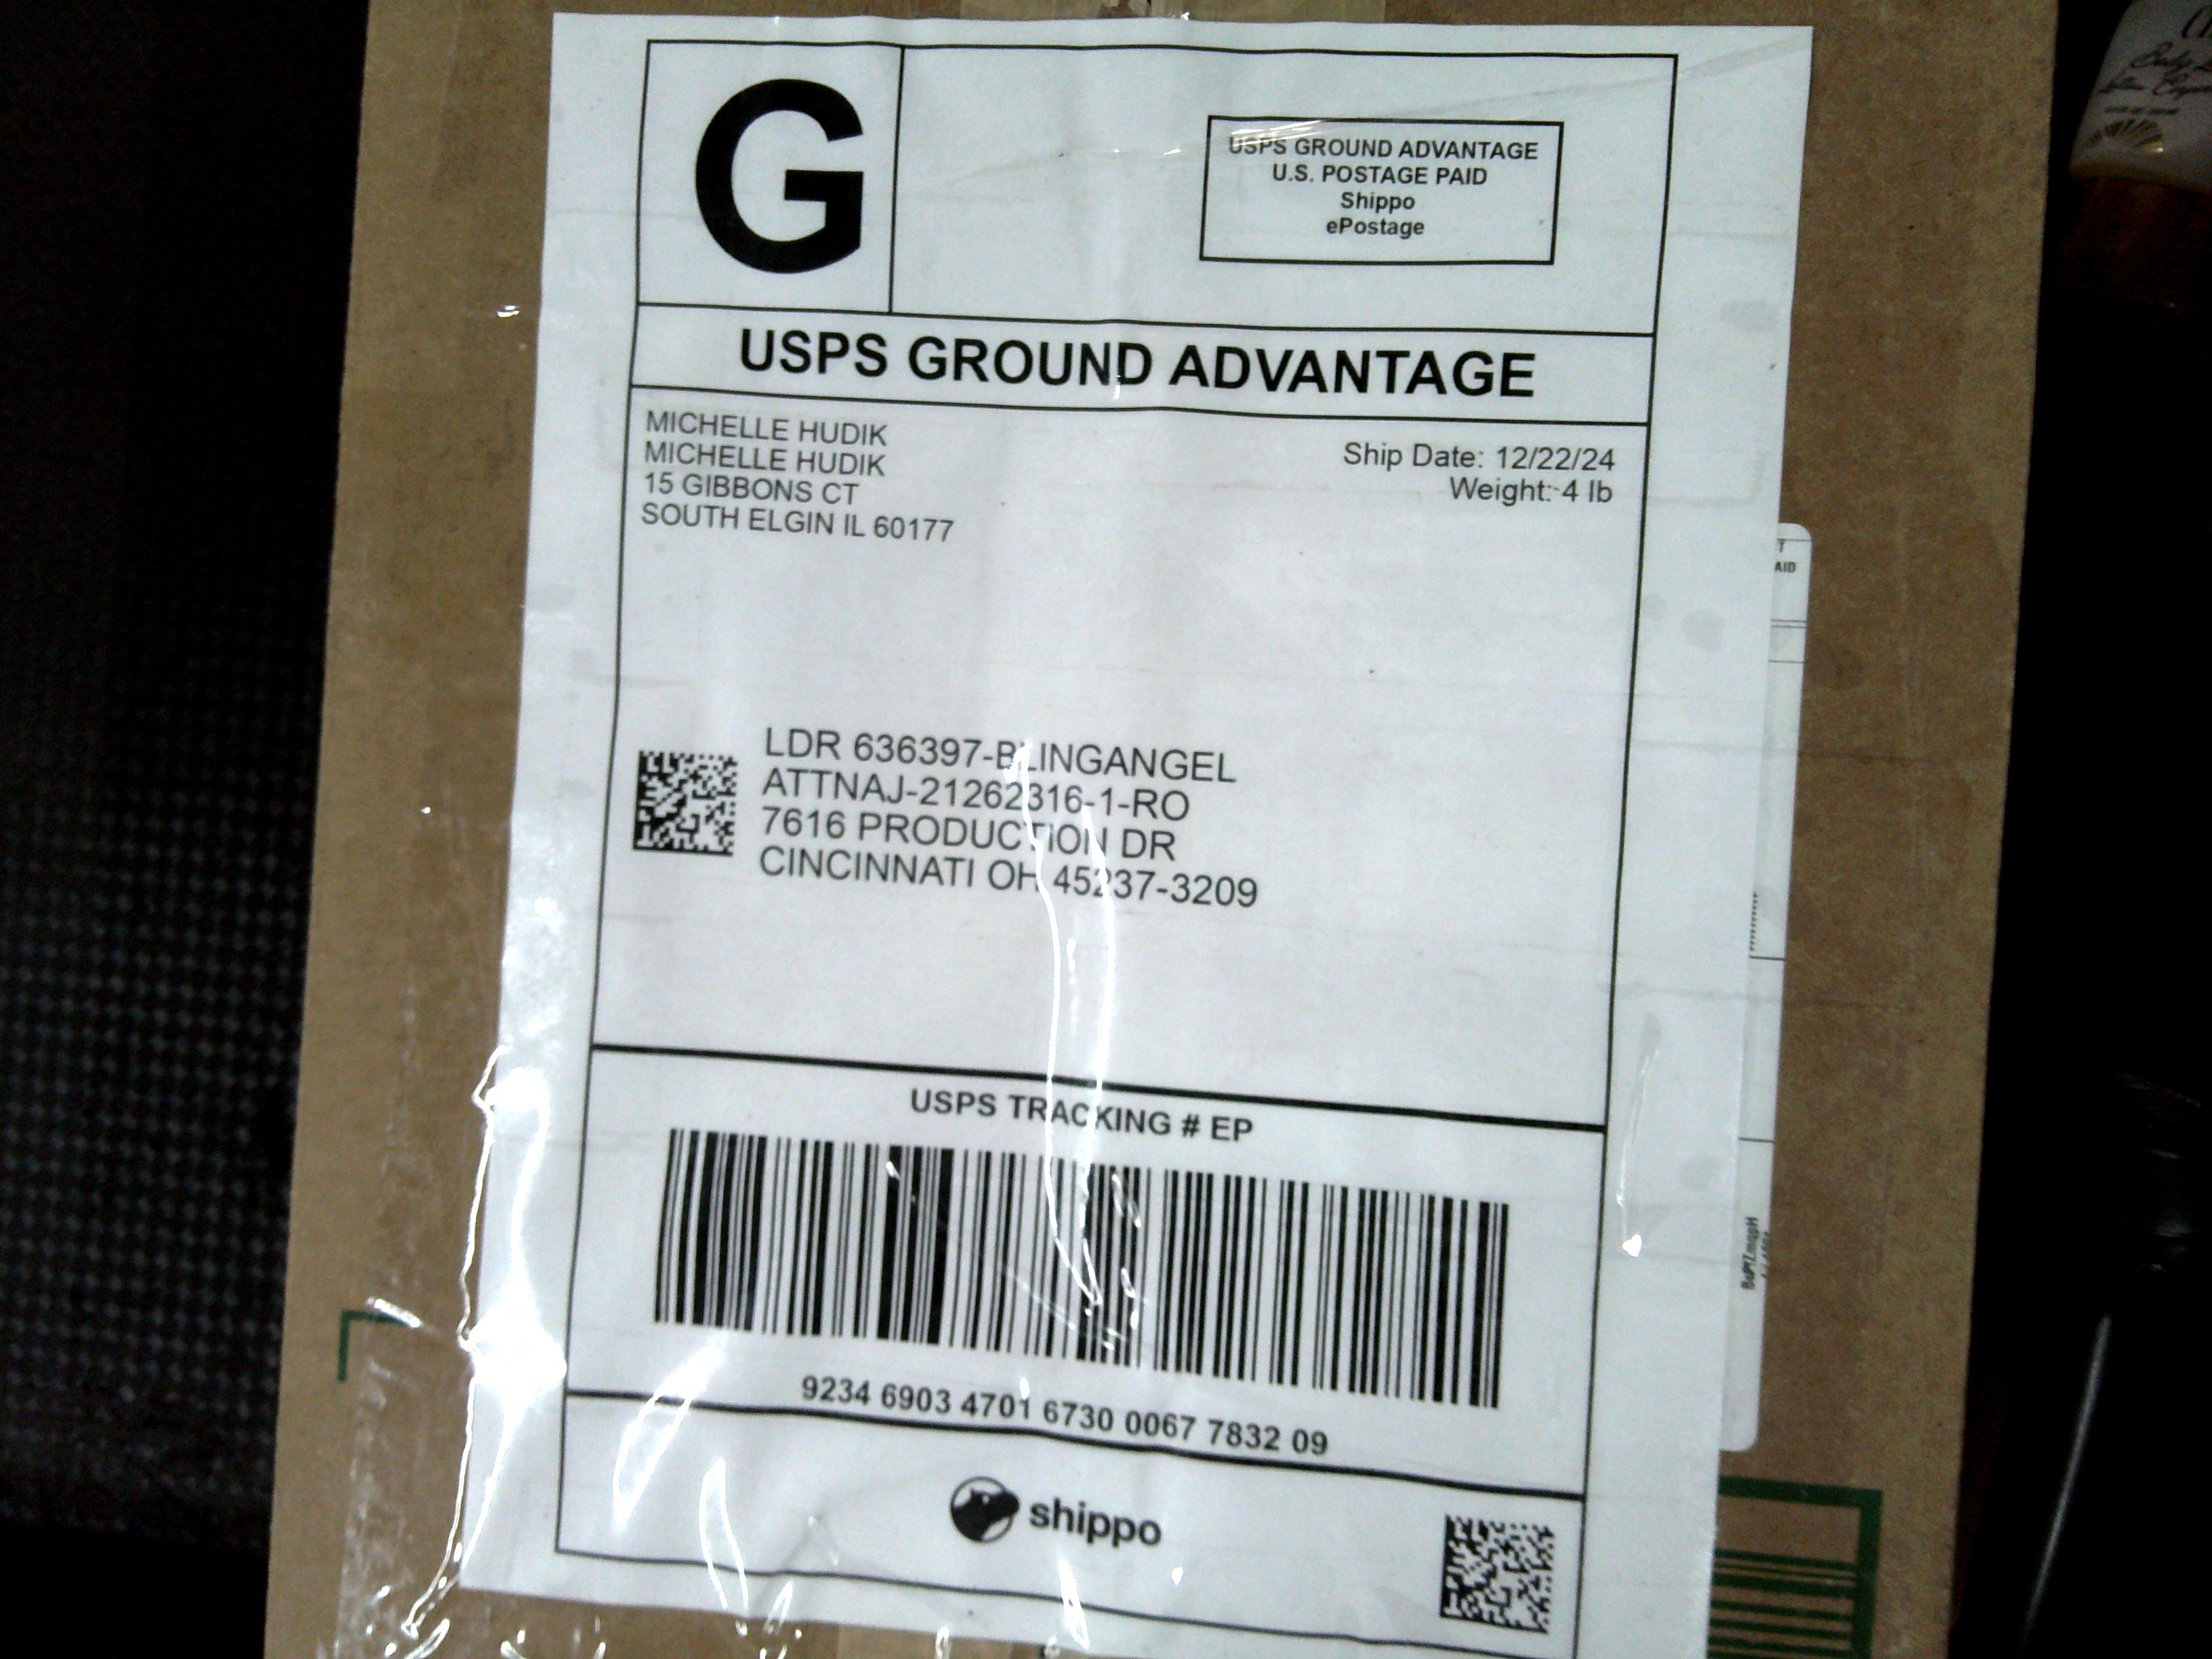 G
USPS GROUND ADVANTAGE
U.S. POSTAGE PAID
Shippo
ePostage
USPS GROUND ADVANTAGE
MICHELLE HUDIK
MICHELLE HUDIK
15 GIBBONS CT
SOUTH ELGIN IL 60177
Ship Date: 12/22/24
Weight: 4 lb
LDR 636397-BLINGANGEL
ATTNAJ-21262316-1-RO
7616 PRODUCTION DR
CINCINNATI OH 45237-3209
USPS TRACKING # EP
9234 6903 4701 6730 0067 7832 09
shippo
T
AID